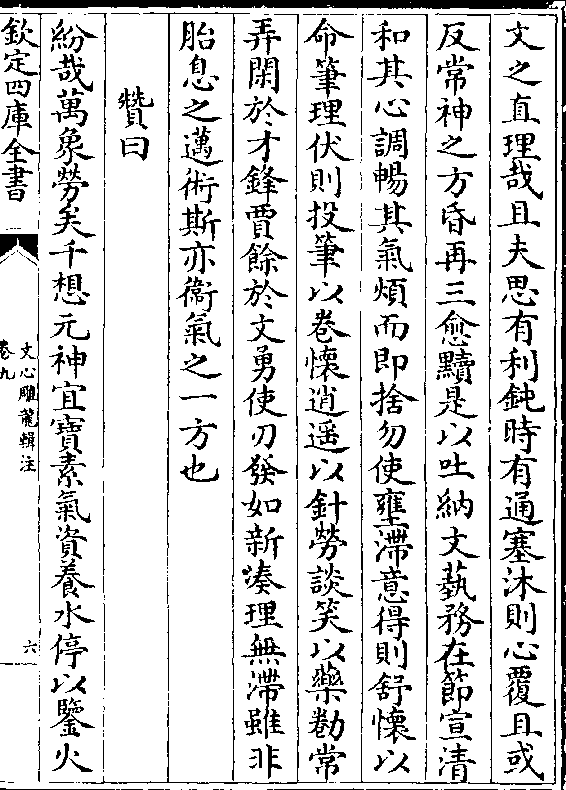 文之直理哉且夫思有利鈍時有通塞沐則心覆且或
反常神之方昏再三愈黷是以吐納文藝務在節宣清
和其心調暢其氣煩而即捨勿使壅滯意得則舒懷以
命筆理伏則投筆以卷懷逍遥以針勞談笑以藥勌常
弄閑於才鋒賈餘於文勇使刃發如新湊理無滯雖非
胎息之邁術斯亦衞氣之一方也
贊曰
紛哉萬象勞矣千想元神宜寶素氣資養水停以鑒火
欽定四庫全書
文心雕龍輯注
卷九
六